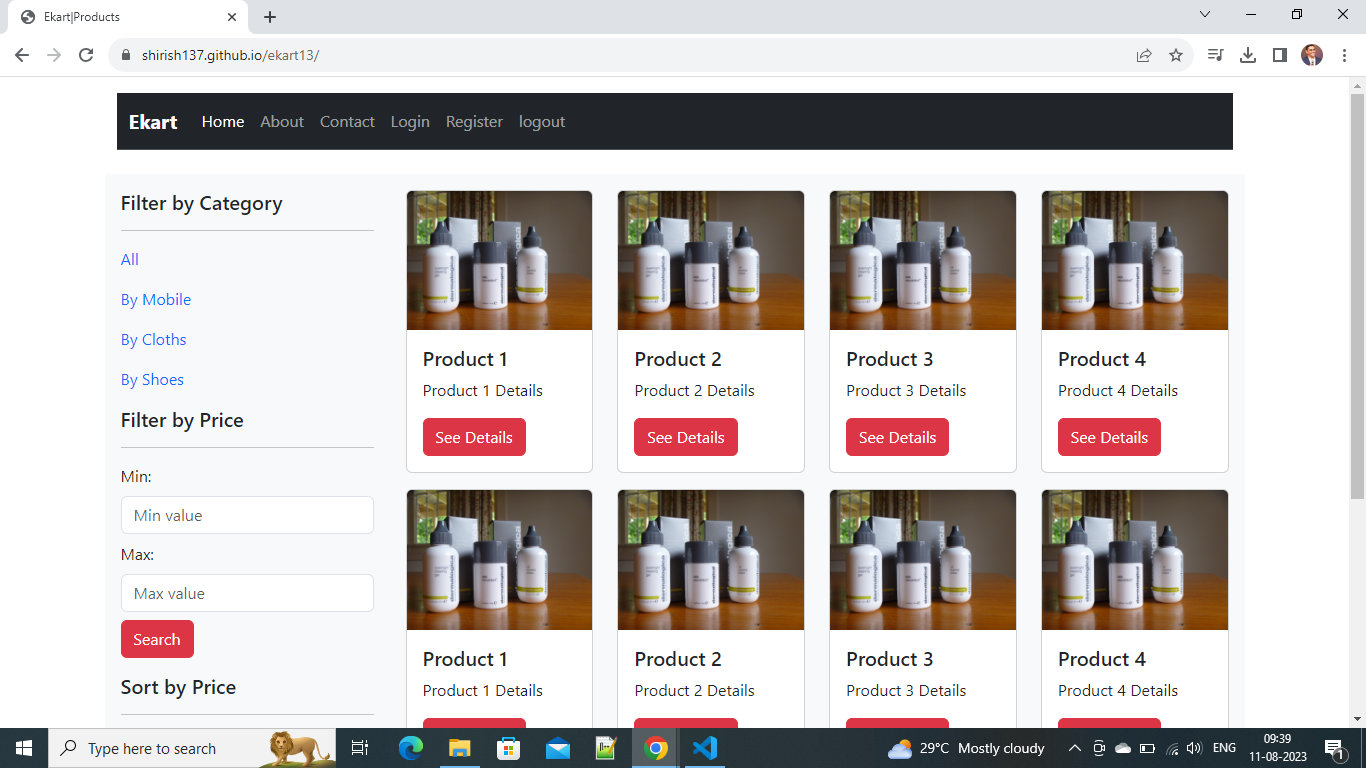 Ekart|Products
shirish137.github.io/ekart13/
Ekart Home About Contact Login Register logout
Filter by Category
All
By Mobile
By Cloths
By Shoes
Filter by Price
Min:
Min value
Max:
Max value
Search
Sort by Price
Product 1 Product 2 Product 3 Product 4
Product 1 Details Product 2 Details Product 3 Details Product 4 Details
See Details See Details See Details See Details
Product 1 Product 2 Product 3 Product 4
Product 1 Details Product 2 Details Product 3 Details Product 4 Details
Type here to search
29°C Mostly cloudy
ENG
09:39
11-08-2023
1